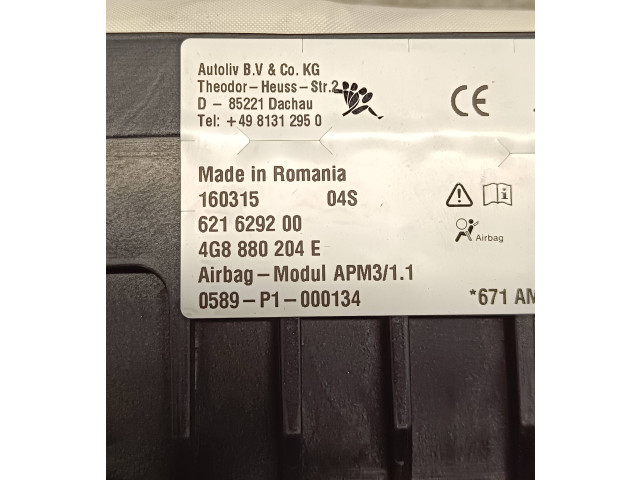 Autoliv B.V & Co. KG
Theodor-Heuss-Str.2
D - 85221 Dachau
Tel: +49 8131 295 0
CE
Made in Romania
160315 04S
621 6292 00
4G8 880 204 E
Airbag
Airbag-Modul APM3/1.1
0589-P1-000134
*671 AM